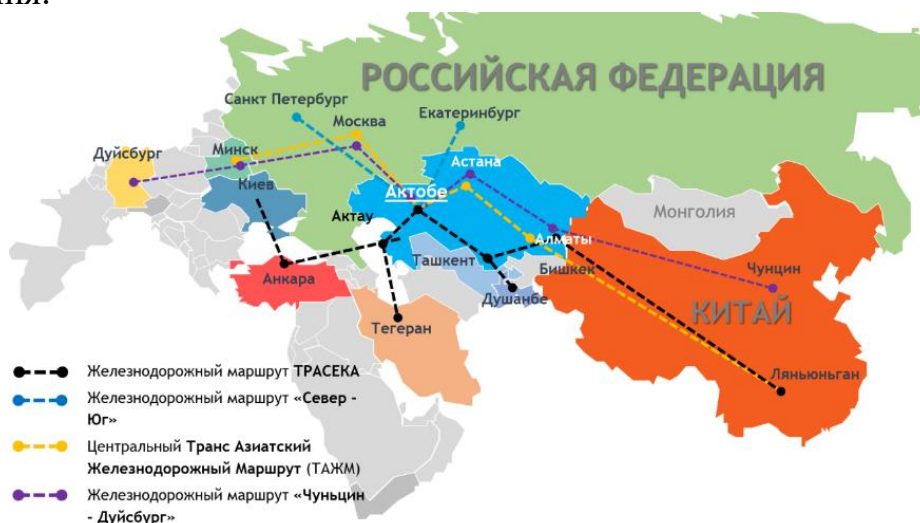 ния.
РОССИЙСКАЯ ФЕДЕРАЦИЯ
Санкт Петербург
Москва
Екатеринбург
Дуйсбург
Минск
Астана
Киев
Актобе
Монголия
Актау
Алматы
Ташкент
Бишкек
Чунцин
Анкара
Душанбе
КИТАЙ
Тегеран
Ляньюньган
Железнодорожный маршрут ТРАСЕКА
Железнодорожный маршрут «Север -
Юг»
Центральный Транс Азиатский
Железнодорожный Маршрут (ТАЖМ)
Железнодорожный маршрут «Чуньцин
- Дуйсбург»